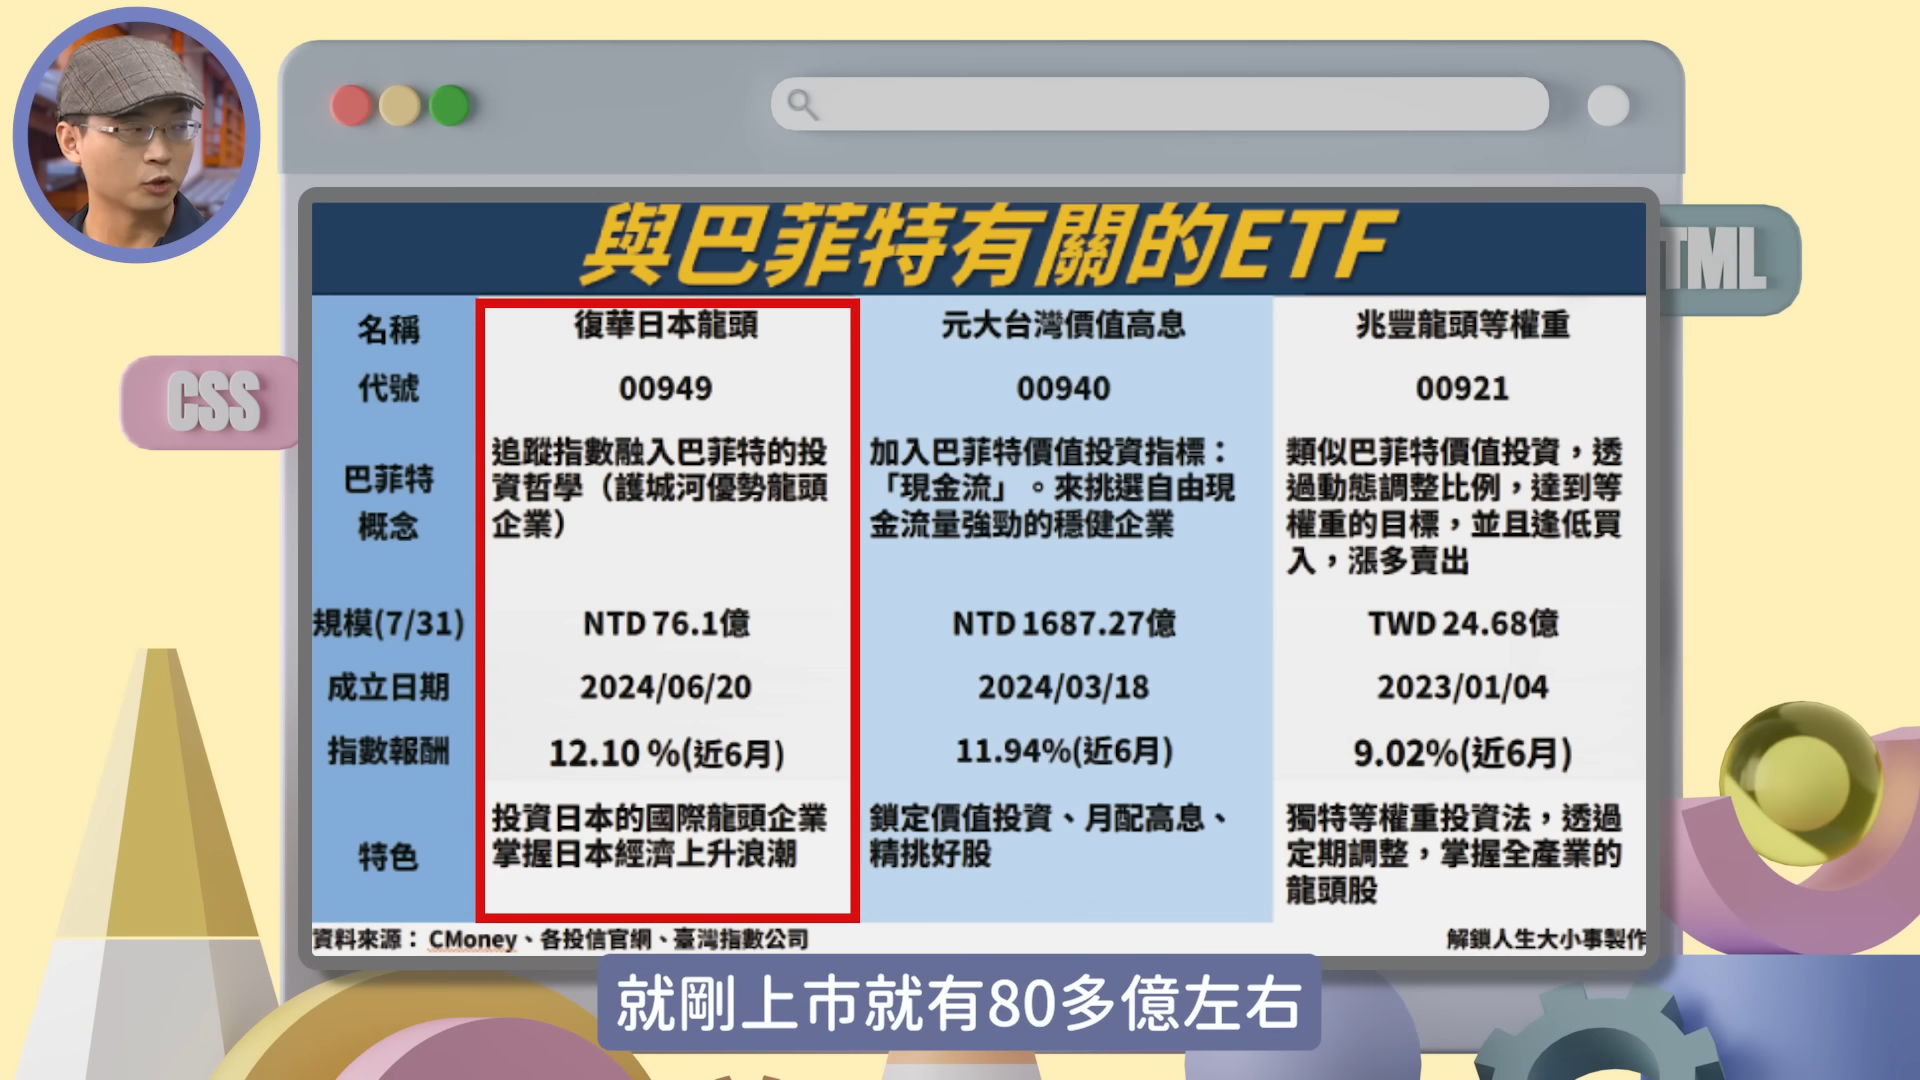 與巴菲特有關的ETF
TML
CSS
名稱
復華日本龍頭
元大台灣價值高息
兆豐龍頭等權重
代號
00949
00940
00921
巴菲特
概念
追蹤指數融入巴菲特的投
資哲學（護城河優勢龍頭
企業）
加入巴菲特價值投資指標：
「現金流」。來挑選自由現
金流量強勁的穩健企業
類似巴菲特價值投資，透
過動態調整比例，達到等
權重的目標，並且逢低買
入，漲多賣出
規模(7/31)
NTD 76.1億
NTD 1687.27億
TWD 24.68億
成立日期
2024/06/20
2024/03/18
2023/01/04
指數報酬
12.10 %(近6月)
11.94%(近6月)
9.02%(近6月)
特色
投資日本的國際龍頭企業
掌握日本經濟上升浪潮
鎖定價值投資、月配高息、
精挑好股
獨特等權重投資法，透過
定期調整，掌握全產業的
龍頭股
資料來源： CMoney、各投信官網、臺灣指數公司
解鎖人生大小事製作
就剛上市就有80多億左右